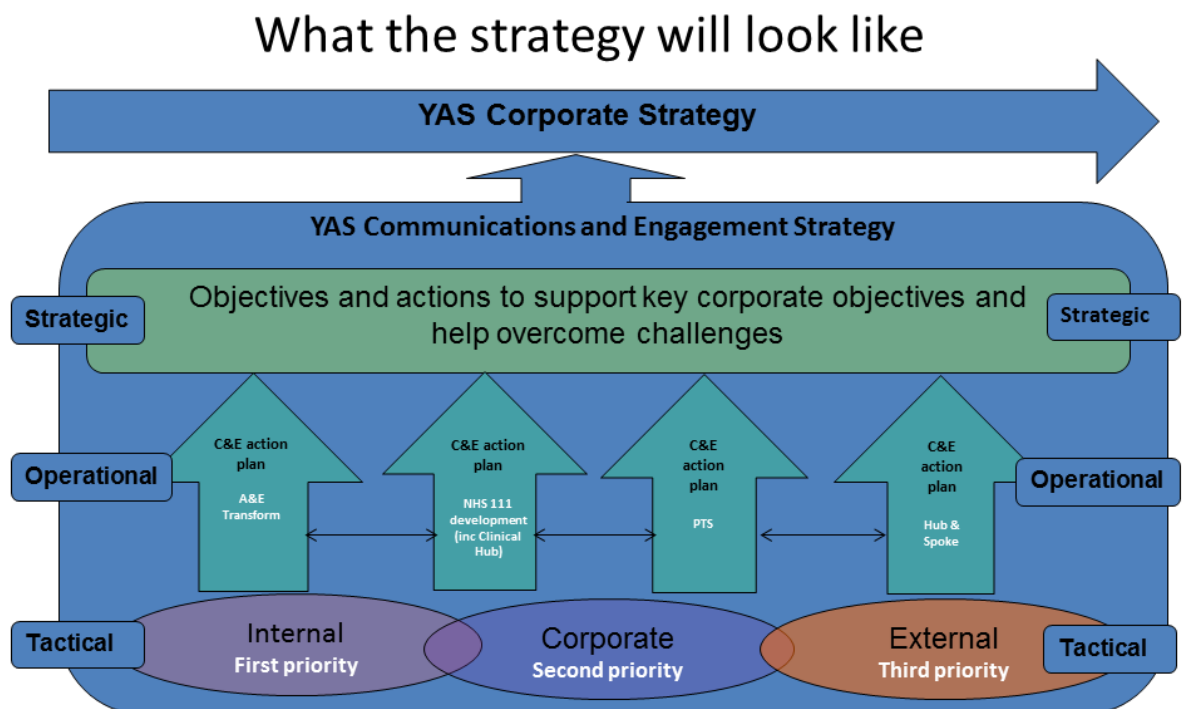 What the strategy will look like
YAS Corporate Strategy
YAS Communications and Engagement Strategy
Strategic
Objectives and actions to support key corporate objectives and
help overcome challenges
Strategic
Operational
C&E action
plan
A&E
Transform
C&E action
plan
NHS 111
development
(inc Clinical
Hub)
C&E
action
plan
PTS
C&E
action
plan
Hub &
Spoke
Operational
Tactical
Internal
First priority
Corporate
Second priority
External
Third priority
Tactical